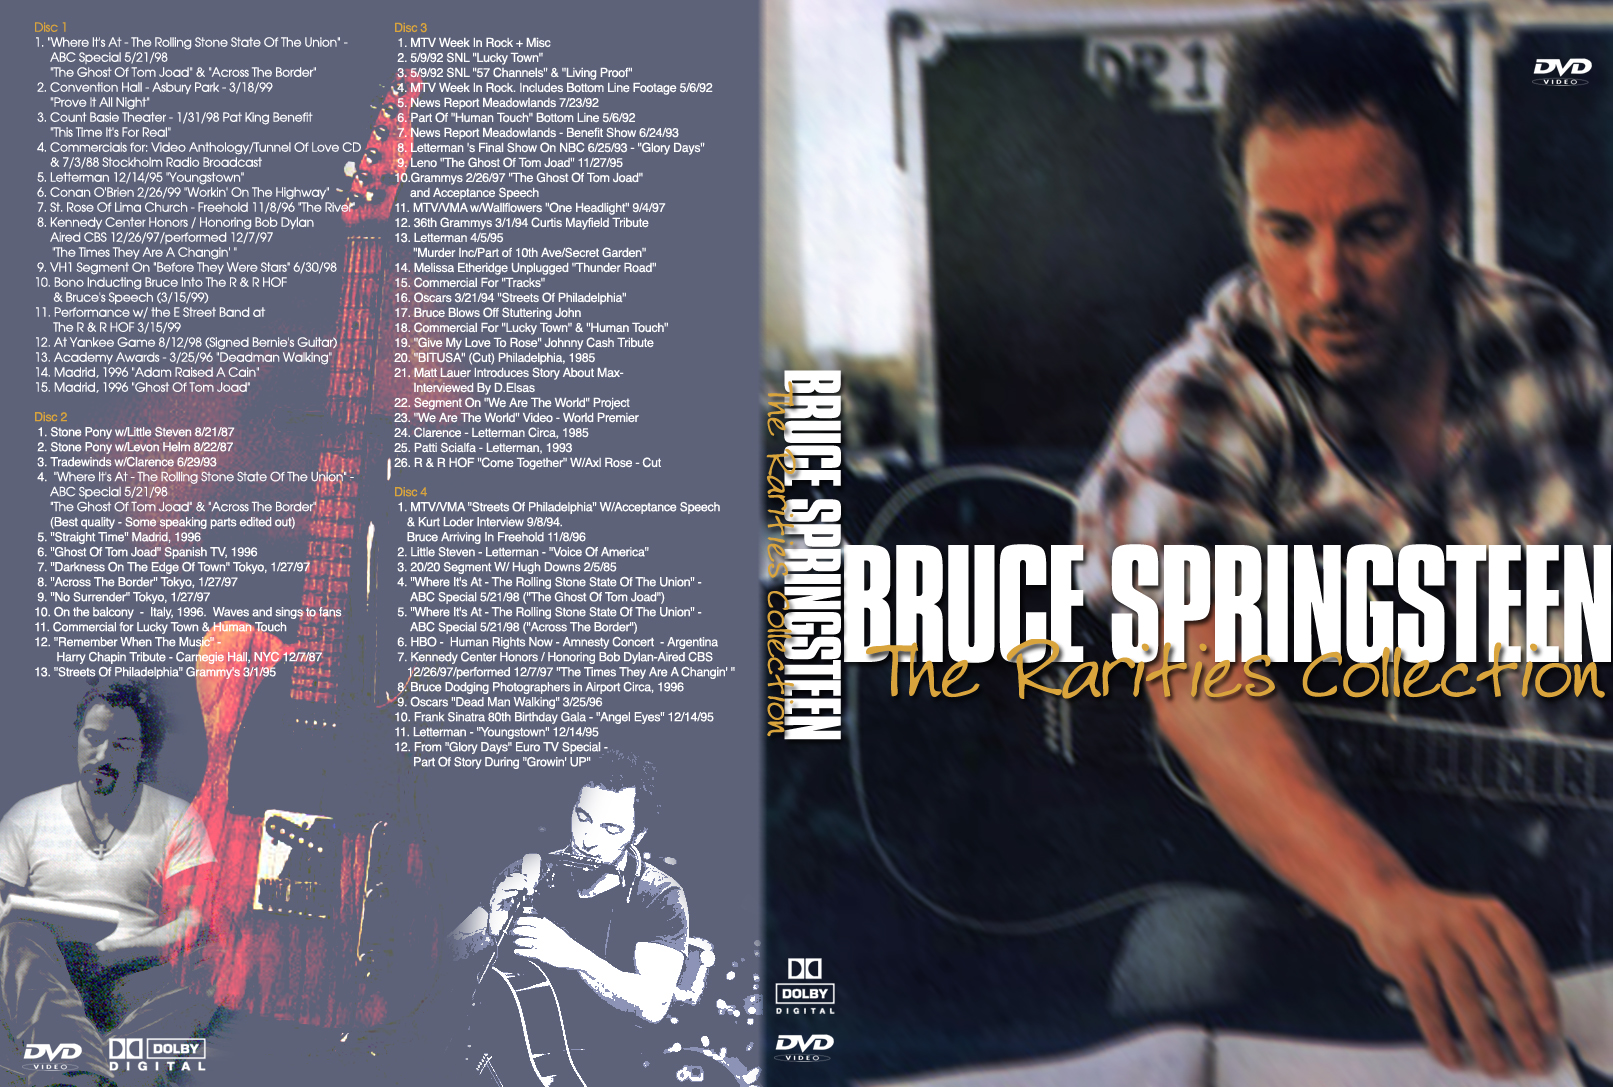 Disc 1
1. "Where It's At - The Rolling Stone State Of The Union" -
ABC Special 5/21/98
"The Ghost Of Tom Joad" & "Across The Border"
2. Convention Hall - Asbury Park - 3/18/99
"Prove It All Night"
3. Count Basie Theater - 1/31/98 Pat King Benefit
"This Time It's For Real"
4. Commercials for: Video Anthology/Tunnel Of Love CD
& 7/3/88 Stockholm Radio Broadcast
5. Letterman 12/14/95 "Youngstown"
6. Conan O'Brien 2/26/99 "Workin' On The Highway"
7. St. Rose Of Lima Church - Freehold 11/8/96 "The River"
8. Kennedy Center Honors / Honoring Bob Dylan
Aired CBS 12/26/97/performed 12/7/97
"The Times They Are A Changin' "
9. VH1 Segment On "Before They Were Stars" 6/30/98
10. Bono Inducting Bruce Into The R & R HOF
& Bruce's Speech (3/15/99)
11. Performance w/ the E Street Band at
The R & R HOF 3/15/99
12. At Yankee Game 8/12/98 (Signed Bernie's Guitar)
13. Academy Awards - 3/25/96 "Deadman Walking"
14. Madrid, 1996 "Adam Raised A Cain"
15. Madrid, 1996 "Ghost Of Tom Joad"
Disc 2
1. Stone Pony w/Little Steven 8/21/87
2. Stone Pony w/Levon Helm 8/22/87
3. Tradewinds w/Clarence 6/29/93
4. "Where It's At - The Rolling Stone State Of The Union" -
ABC Special 5/21/98
"The Ghost Of Tom Joad" & "Across The Border"
(Best quality - Some speaking parts edited out)
5. "Straight Time" Madrid, 1996
6. "Ghost Of Tom Joad" Spanish TV, 1996
7. "Darkness On The Edge Of Town" Tokyo, 1/27/97
8. "Across The Border" Tokyo, 1/27/97
9. "No Surrender" Tokyo, 1/27/97
10. On the balcony - Italy, 1996. Waves and sings to fans
11. Commercial for Lucky Town & Human Touch
12. "Remember When The Music" -
Harry Chapin Tribute - Carnegie Hall, NYC 12/7/87
13. "Streets Of Philadelphia" Grammy's 3/1/95
Disc 3
1. MTV Week In Rock + Misc
2. 5/9/92 SNL "Lucky Town"
3. 5/9/92 SNL "57 Channels" & "Living Proof"
4. MTV Week In Rock. Includes Bottom Line Footage 5/6/92
5. News Report Meadowlands 7/23/92
6. Part Of "Human Touch" Bottom Line 5/6/92
7. News Report Meadowlands - Benefit Show 6/24/93
8. Letterman 's Final Show On NBC 6/25/93 - "Glory Days"
9. Leno "The Ghost Of Tom Joad" 11/27/95
10.Grammys 2/26/97 "The Ghost Of Tom Joad"
and Acceptance Speech
11. MTV/VMA w/Wallflowers "One Headlight" 9/4/97
12. 36th Grammys 3/1/94 Curtis Mayfield Tribute
13. Letterman 4/5/95
"Murder Inc/Part of 10th Ave/Secret Garden"
14. Melissa Etheridge Unplugged "Thunder Road"
15. Commercial For "Tracks"
16. Oscars 3/21/94 "Streets Of Philadelphia"
17. Bruce Blows Off Stuttering John
18. Commercial For "Lucky Town" & "Human Touch"
19. "Give My Love To Rose" Johnny Cash Tribute
20. "BITUSA" (Cut) Philadelphia, 1985
21. Matt Lauer Introduces Story About Max-
Interviewed By D.Elsas
22. Segment On "We Are The World" Project
23. "We Are The World" Video - World Premier
24. Clarence - Letterman Circa, 1985
25. Patti Scialfa - Letterman, 1993
26. R & R HOF "Come Together" W/Axl Rose - Cut
Disc 4
1. MTV/VMA "Streets Of Philadelphia" W/Acceptance Speech
& Kurt Loder Interview 9/8/94.
Bruce Arriving In Freehold 11/8/96
2. Little Steven - Letterman - "Voice Of America"
3. 20/20 Segment W/ Hugh Downs 2/5/85
4. "Where It's At - The Rolling Stone State Of The Union" -
ABC Special 5/21/98 ("The Ghost Of Tom Joad")
5. "Where It's At - The Rolling Stone State Of The Union" -
ABC Special 5/21/98 ("Across The Border")
6. HBO - Human Rights Now - Amnesty Concert - Argentina
7. Kennedy Center Honors / Honoring Bob Dylan-Aired CBS
12/26/97/performed 12/7/97 "The Times They Are A Changin' "
8. Bruce Dodging Photographers in Airport Circa, 1996
9. Oscars "Dead Man Walking" 3/25/96
10. Frank Sinatra 80th Birthday Gala - "Angel Eyes" 12/14/95
11. Letterman - "Youngstown" 12/14/95
12. From "Glory Days" Euro TV Special -
Part Of Story During "Growin' UP"
DVD
VIDEO
DOLBY
DIGITAL
BRUCE SPRINGSTEEN
The Rarities Collection
DOLBY
DIGITAL
DVD
VIDEO
DVD
VIDEO
DR1
BRUCE SPRINGSTEEN
The Rarities Collection